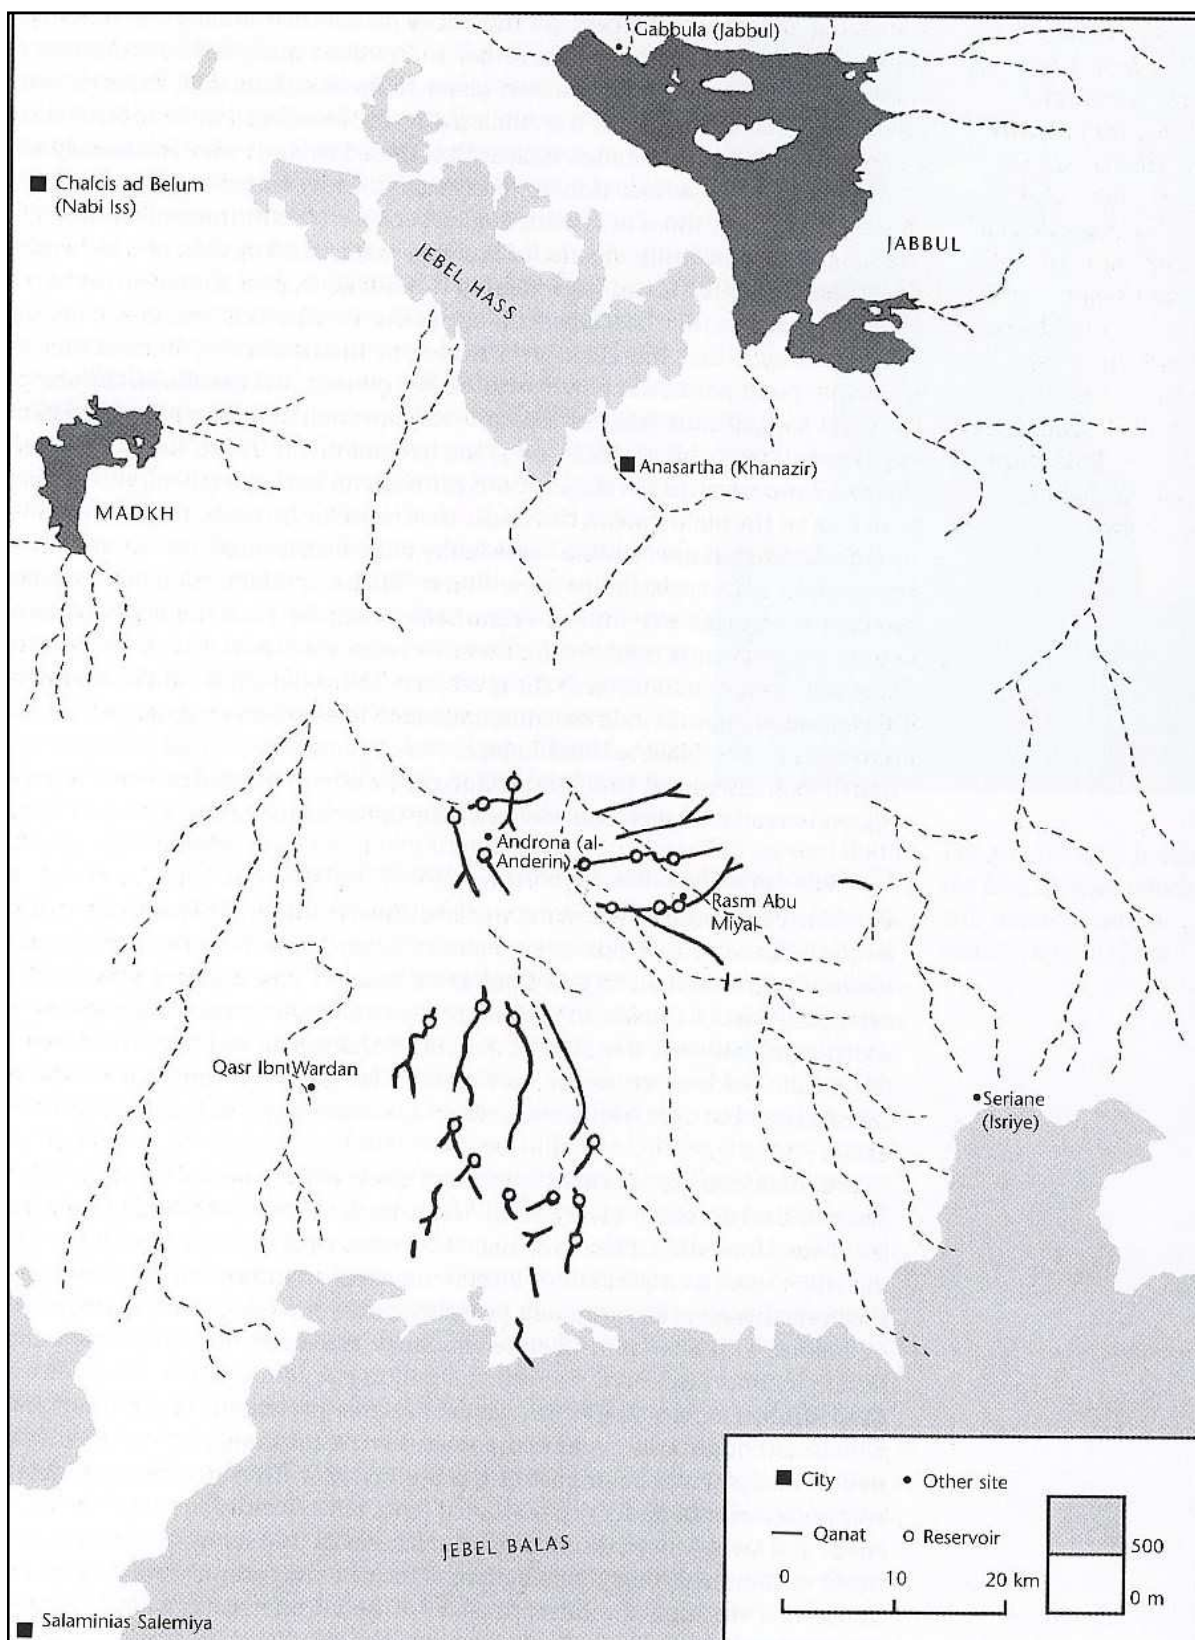 Gabbula (Jabbul)
Chalcis ad Belum
(Nabi Iss)
JABBUL
JEBEL HASS
Anasartha (Khanazir)
MADKH
Androna (al-
Anderin)
Rasm Abu
Miyal
Qasr Ibn Wardan
Seriane
(Isriye)
City
Other site
Qanat
Reservoir
500
0 m
0 10 20 km
JEBEL BALAS
Salaminias Salemiya